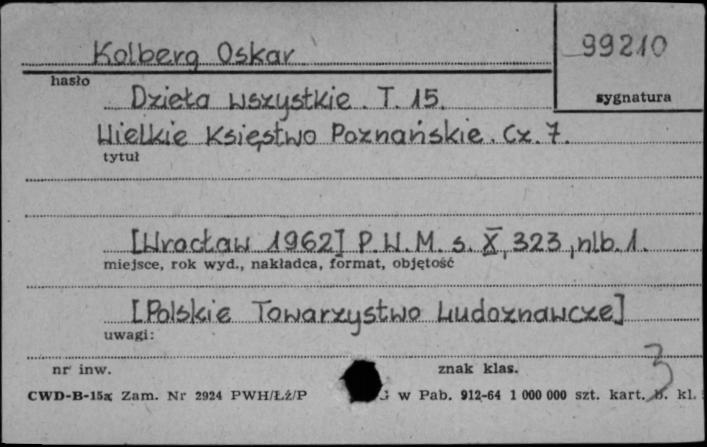 Kolberg Oskar
99210
hasło
sygnatura
Dzieła wszystkie. T. 15.
Wielkie Księstwo Poznańskie. Cz. 7.
tytuł
[Wrocław 1962] P.W.M. s. X, 323, nlb. 1.
miejsce, rok wyd., nakładca, format, objętość
[Polskie Towarzystwo Ludoznawcze]
uwagi:
3
nr inw.
znak klas.
CWD-B-15a; Zam. Nr 2924 PWH/Łź/P G w Pab. 912-64 1 000 000 szt. kart. b. kl.